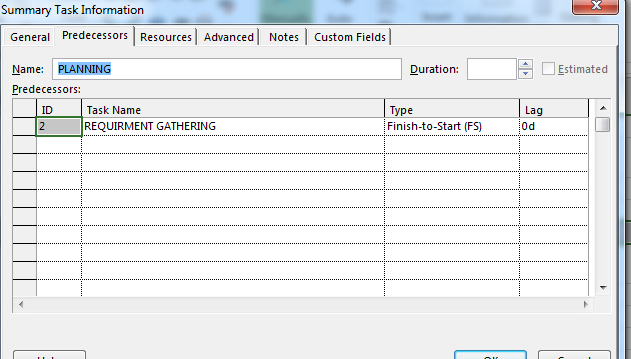 Summary Task Information
General Predecessors Resources Advanced Notes Custom Fields
Name: PLANNING Duration: Estimated
Predecessors:
ID Task Name Type Lag
2 REQUIRMENT GATHERING Finish-to-Start (FS) 0d